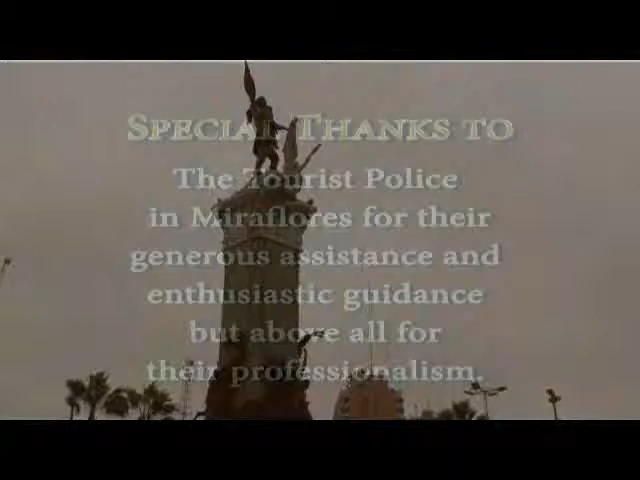 SPECIAL THANKS TO
The Tourist Police
in Miraflores for their
generous assistance and
enthusiastic guidance
but above all for
their professionalism.